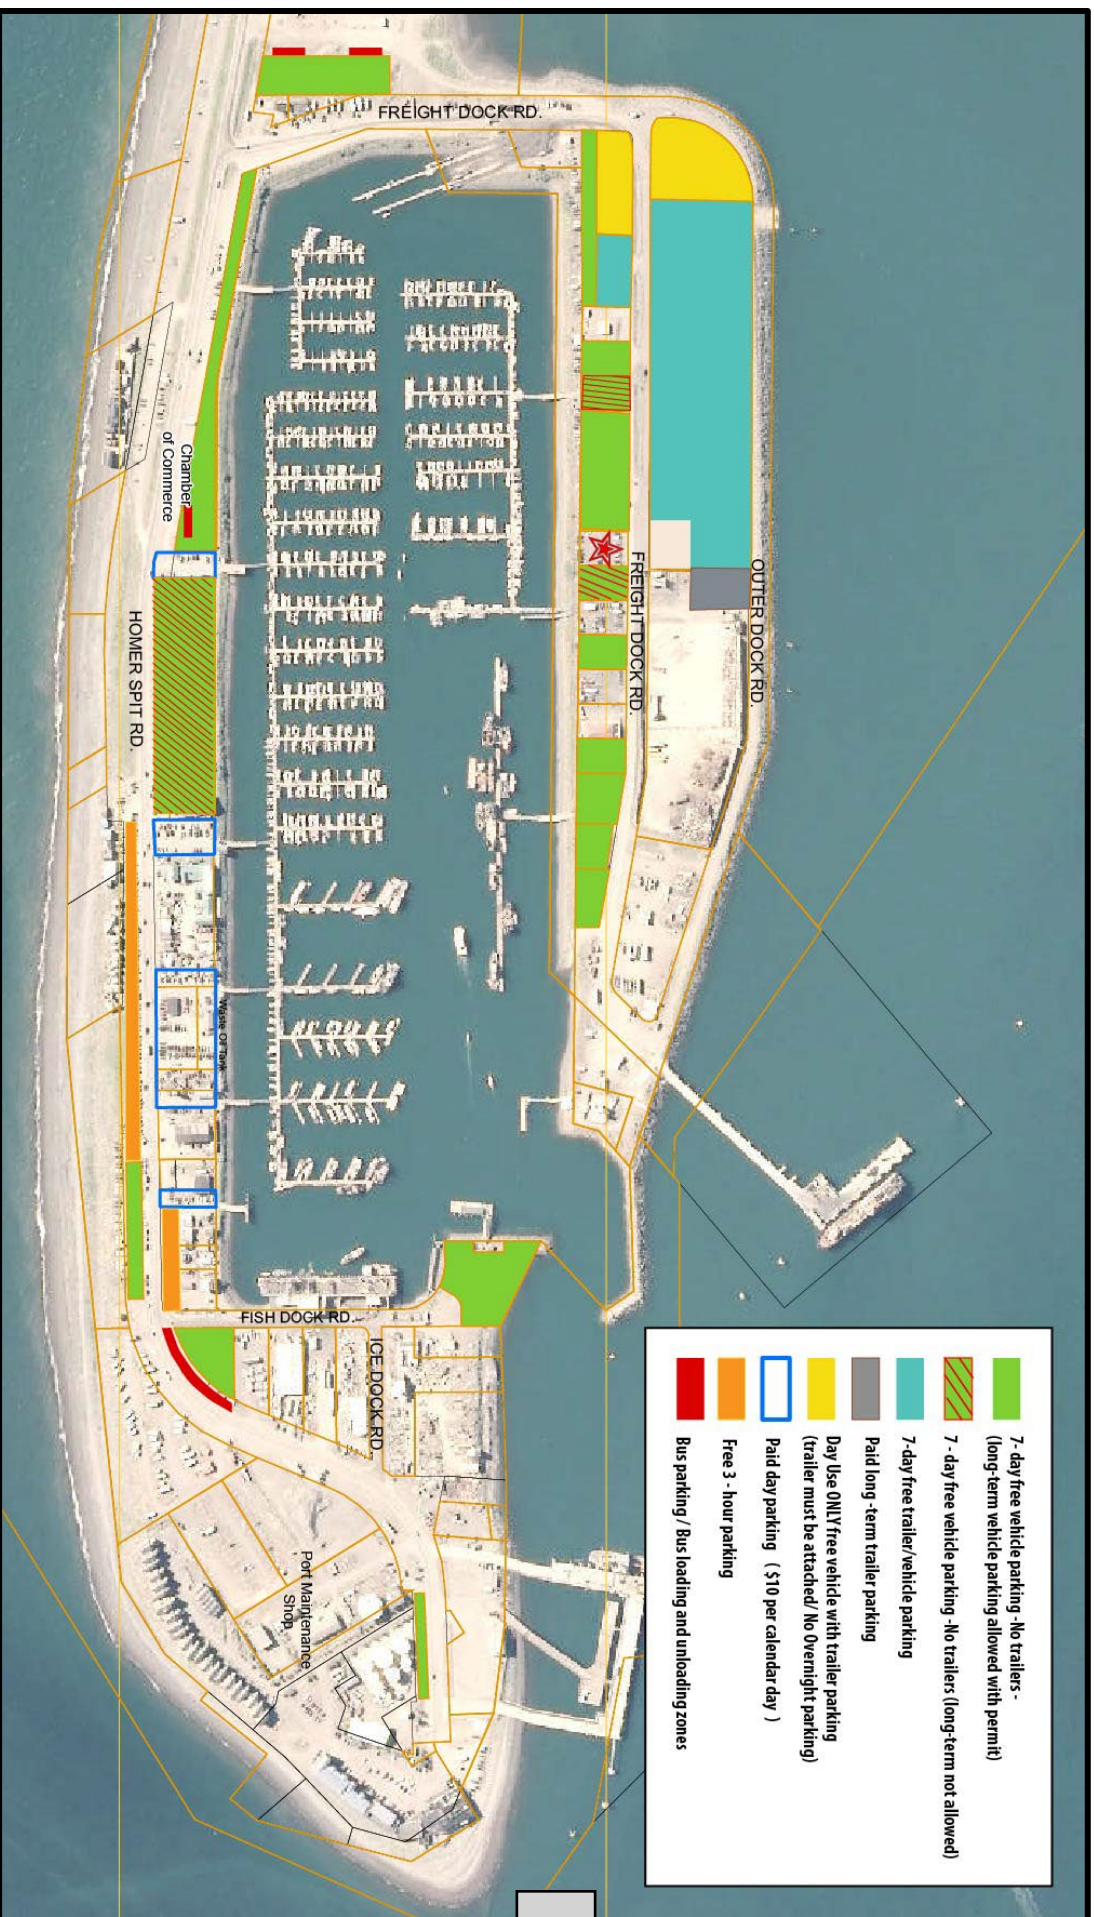 FREIGHT DOCK RD.
OUTER DOCK RD.
FREIGHT DOCK RD.
Chamber
of Commerce
HOMER SPIT RD.
Waste Oil Tank
FISH DOCK RD.
ICE DOCK RD.
Port Maintenance
Shop
7- day free vehicle parking -No trailers -
(long-term vehicle parking allowed with permit)
7 - day free vehicle parking -No trailers (long-term not allowed)
7-day free trailer/vehicle parking
Paid long -term trailer parking
Day Use ONLY free vehicle with trailer parking
(trailer must be attached/ No Overnight parking)
Paid day parking ( $10 per calendar day )
Free 3 - hour parking
Bus parking / Bus loading and unloading zones